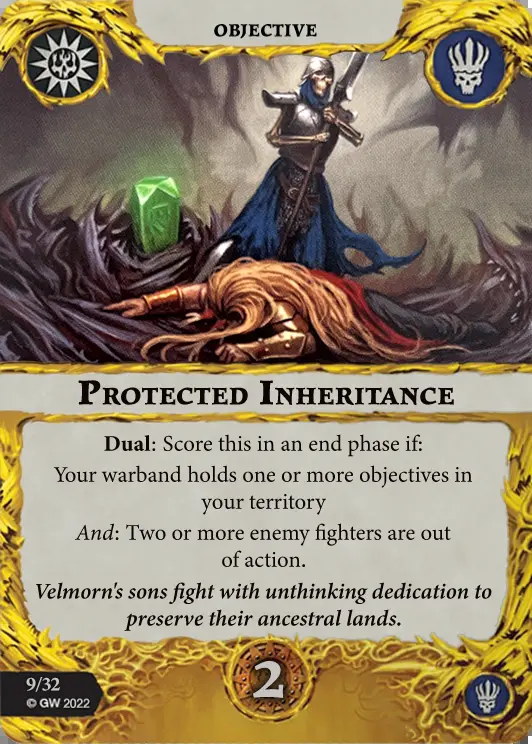 OBJECTIVE
PROTECTED INHERITANCE
Dual: Score this in an end phase if:
Your warband holds one or more objectives in
your territory
And: Two or more enemy fighters are out
of action.
Velmorn's sons fight with unthinking dedication to
preserve their ancestral lands.
2
9/32
© GW 2022